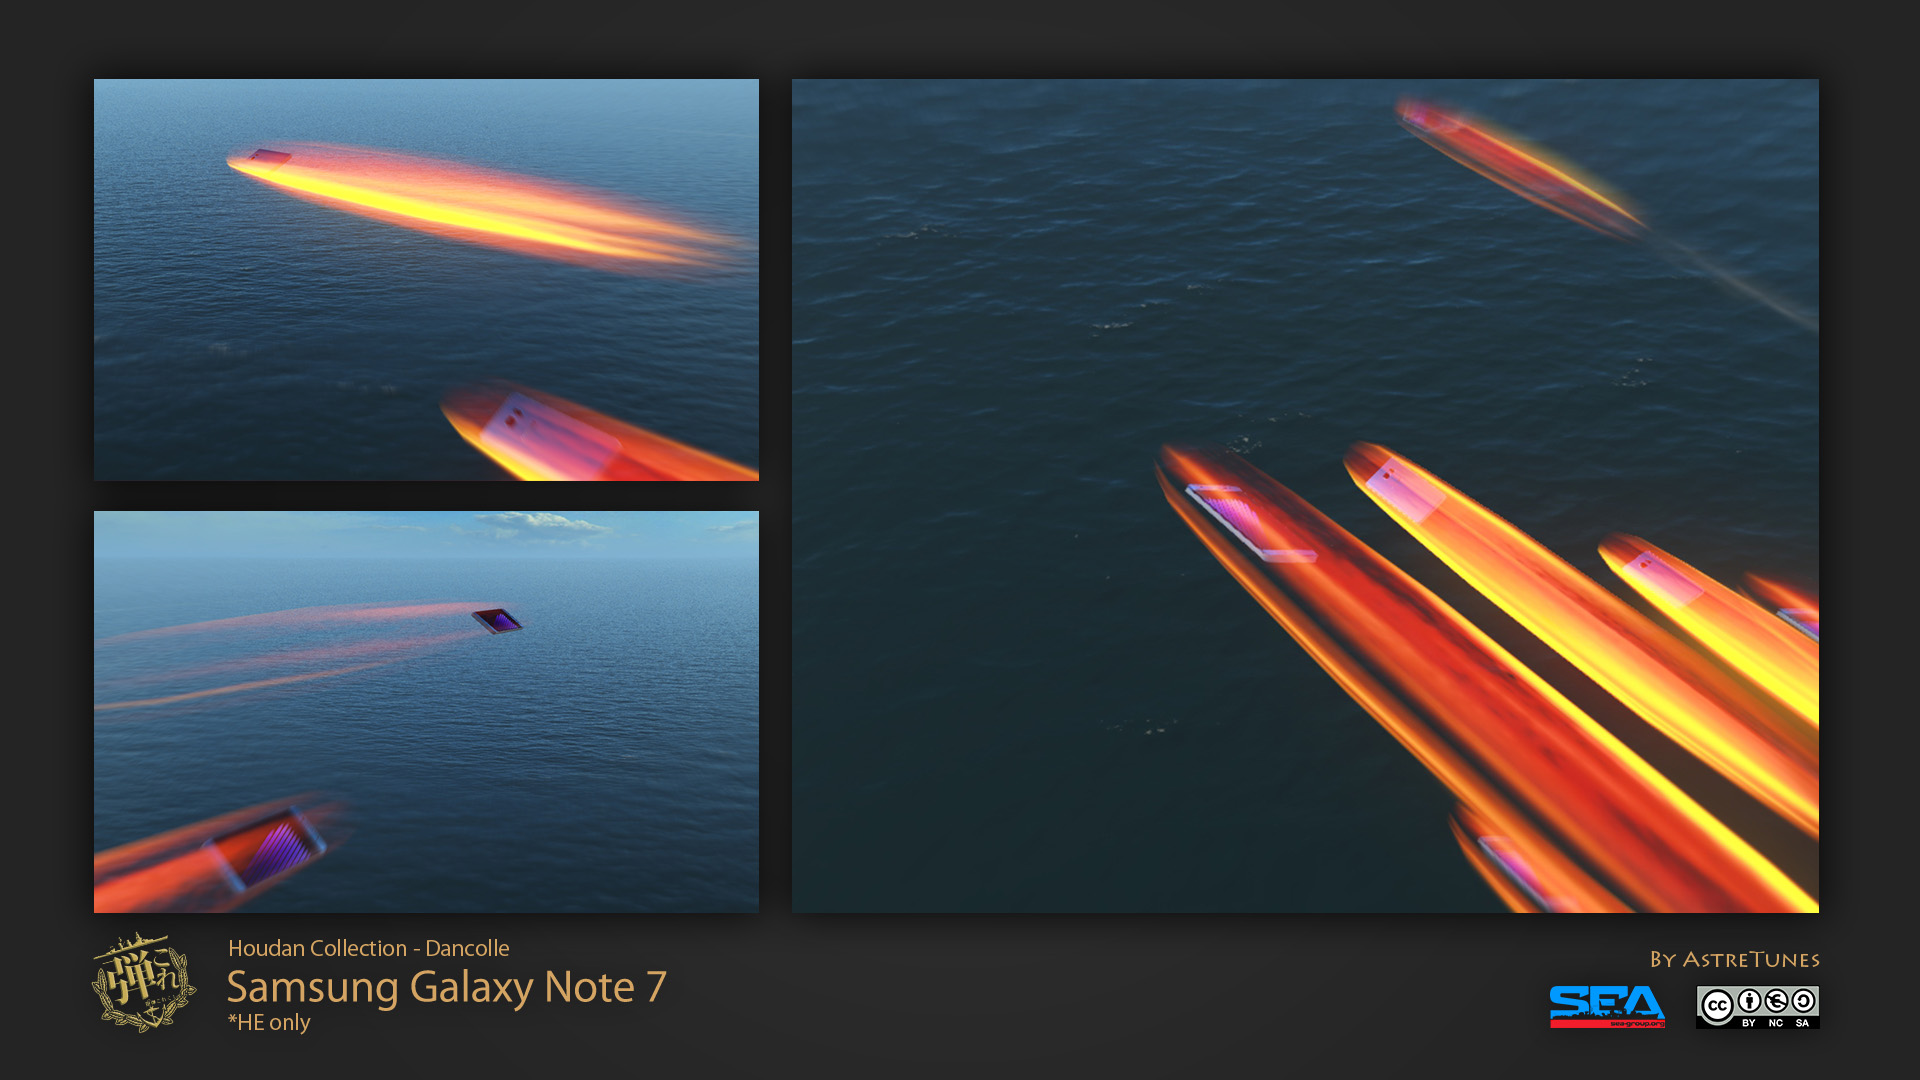 弾これ
Houdan Collection - Dancolle
Samsung Galaxy Note 7
*HE only
By AstreTunes
SEA
sea-group.org
cc
BY NC SA